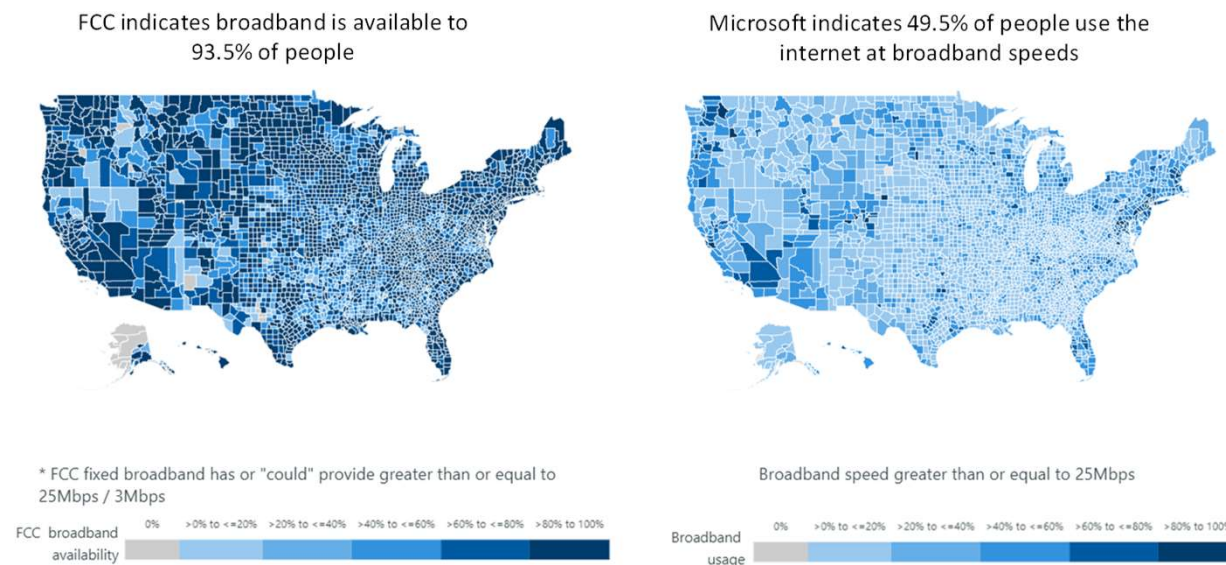 FCC indicates broadband is available to
93.5% of people
Microsoft indicates 49.5% of people use the
internet at broadband speeds
* FCC fixed broadband has or "could" provide greater than or equal to
25Mbps / 3Mbps
FCC broadband
availability
0% >0% to <=20% >20% to <=40% >40% to <=60% >60% to <=80% >80% to 100%
Broadband speed greater than or equal to 25Mbps
Broadband
usage
0% >0% to <=20% >20% to <=40% >40% to <=60% >60% to <=80% >80% to 100%